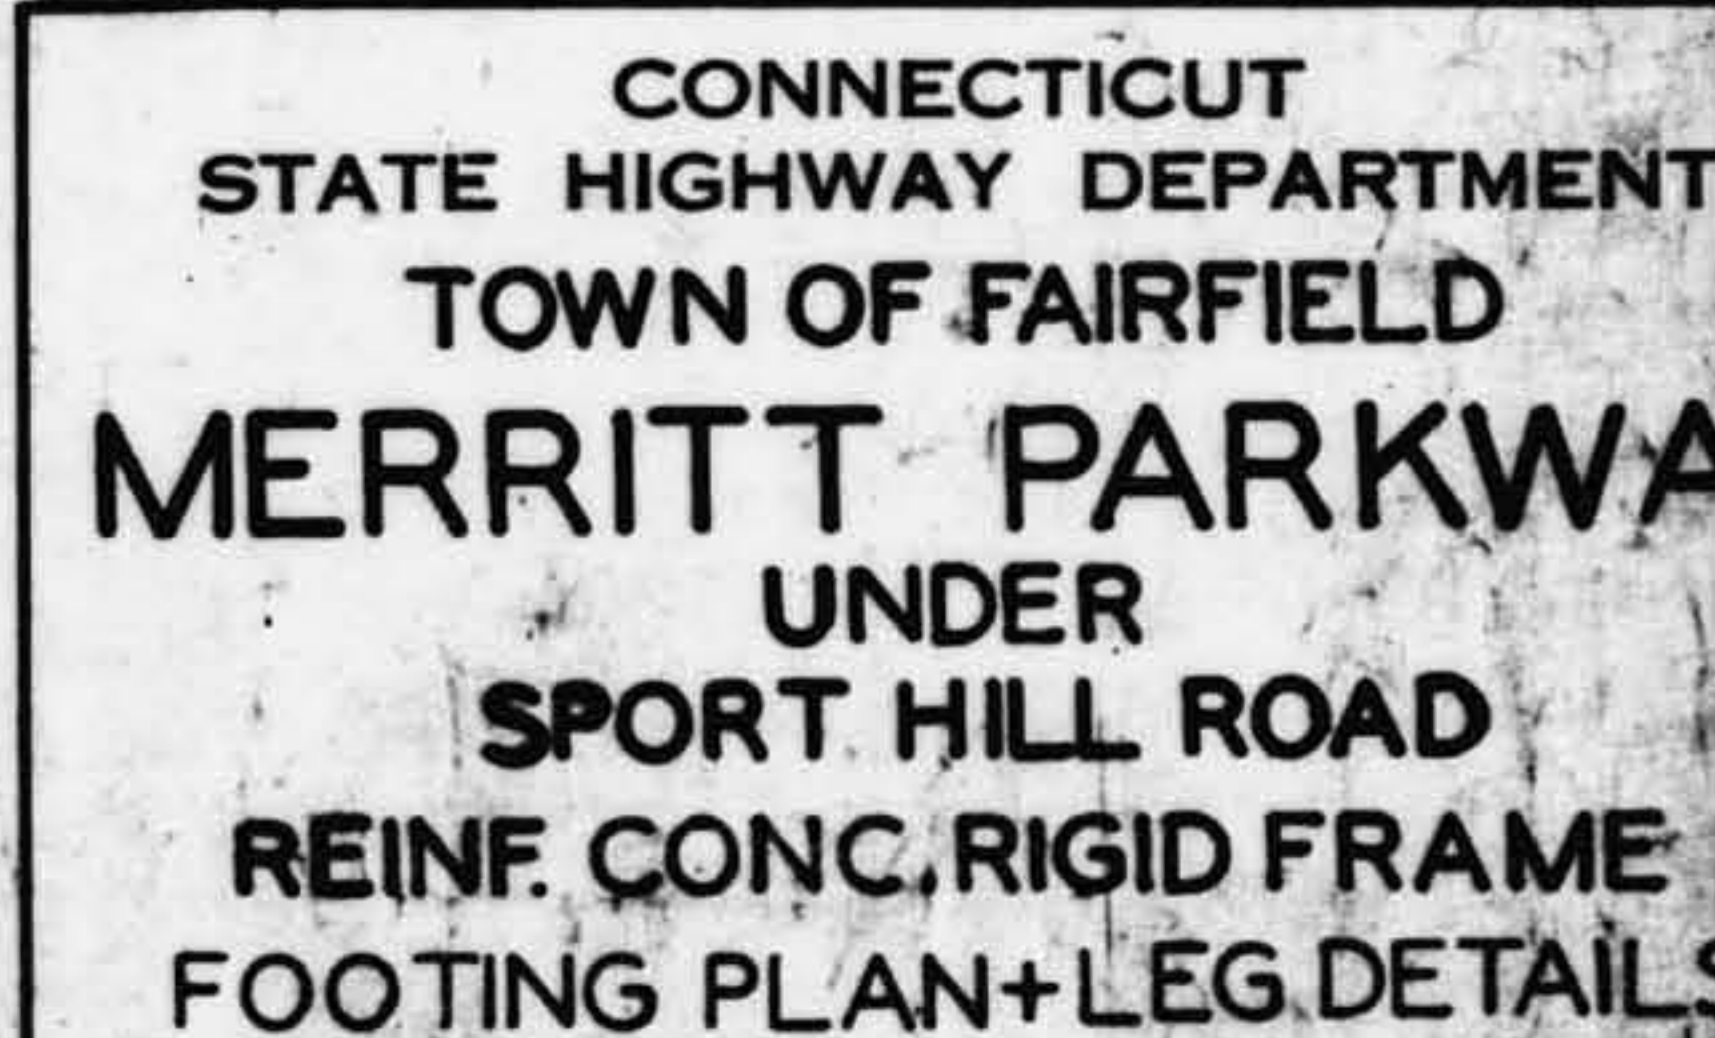 CONNECTICUT
STATE HIGHWAY DEPARTMENT
TOWN OF FAIRFIELD
MERRITT PARKWA
UNDER
SPORT HILL ROAD
REINF. CONC. RIGID FRAME
FOOTING PLAN+LEG DETAILS